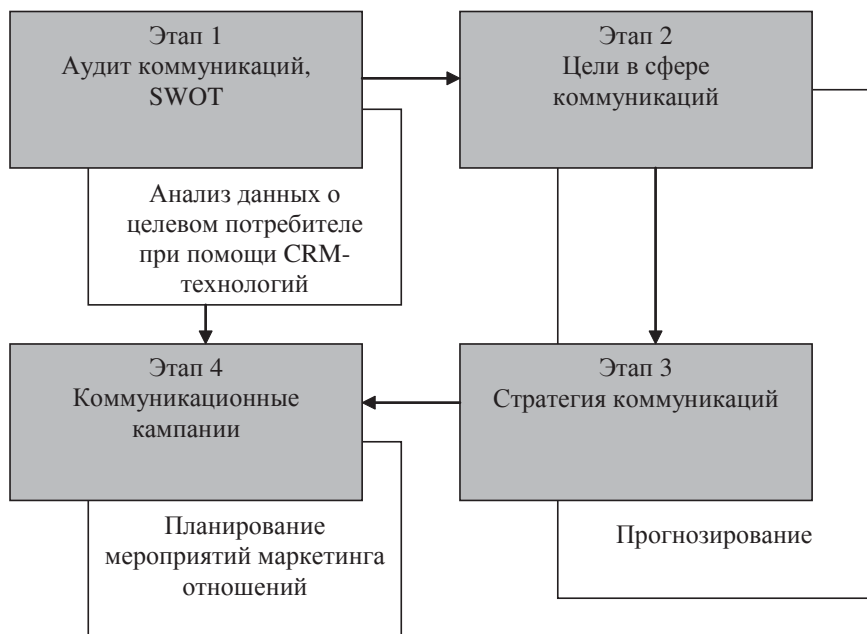 Этап 1
Аудит коммуникаций,
SWOT
Этап 2
Цели в сфере
коммуникаций
Анализ данных о
целевом потребителе
при помощи CRM-
технологий
Этап 4
Коммуникационные
кампании
Этап 3
Стратегия коммуникаций
Планирование
мероприятий маркетинга
отношений
Прогнозирование